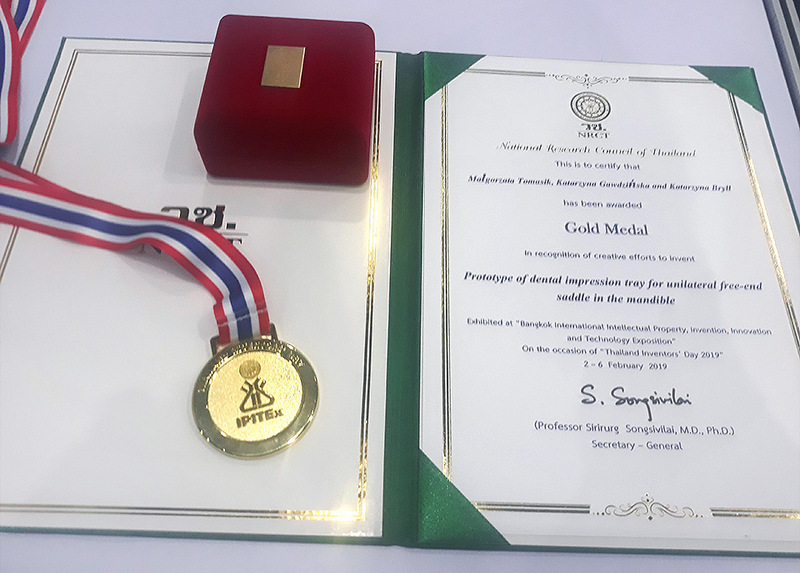 วช.
IPITEx
วช.
NRCT
National Research Council of Thailand
This is to certify that
Małgorzata Tomasik, Katarzyna Gawdzińska and Katarzyna Bryll
has been awarded
Gold Medal
In recognition of creative efforts to invent
Prototype of dental impression tray for unilateral free-end
saddle in the mandible
Exhibited at "Bangkok International Intellectual Property, Invention, Innovation
and Technology Exposition"
On the occasion of "Thailand Inventors' Day 2019"
2 – 6 February 2019
S. Songsivilai
(Professor Sirirurg Songsivilai, M.D., Ph.D.)
Secretary – General